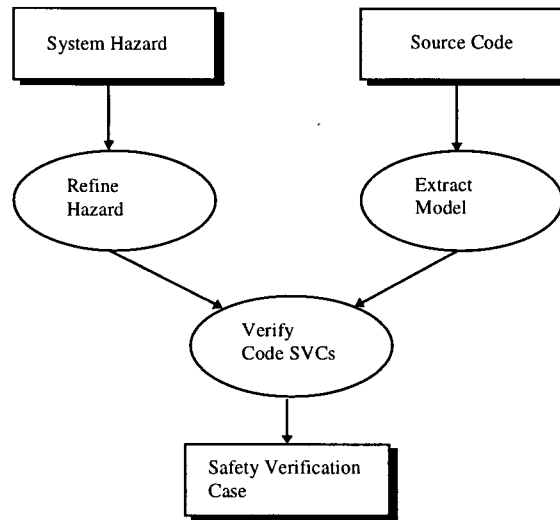 System Hazard
Source Code
Refine
Hazard
Extract
Model
Verify
Code SVCs
Safety Verification
Case